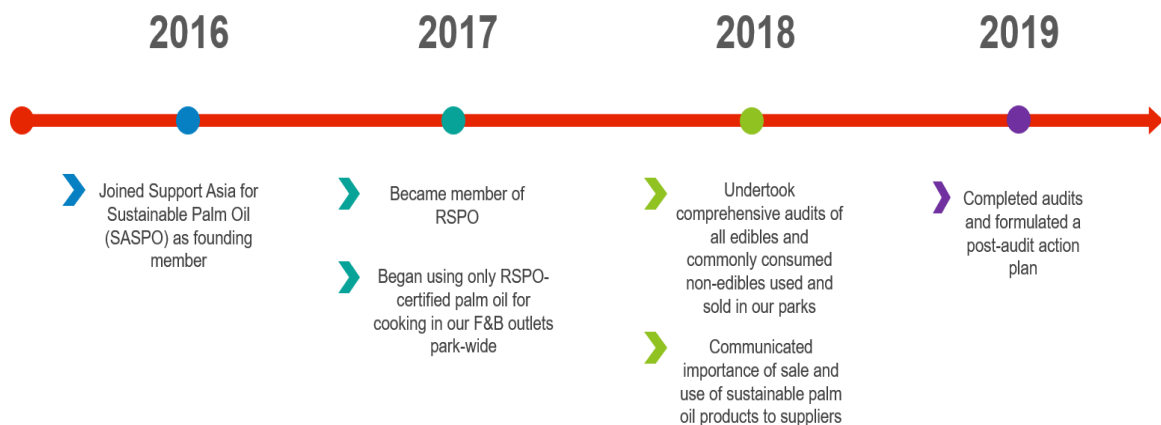 2016
2017
2018
2019
Joined Support Asia for
Sustainable Palm Oil
(SASPO) as founding
member
Became member of
RSPO
Began using only RSPO-
certified palm oil for
cooking in our F&B outlets
park-wide
Undertook
comprehensive audits of
all edibles and
commonly consumed
non-edibles used and
sold in our parks
Communicated
importance of sale and
use of sustainable palm
oil products to suppliers
Completed audits
and formulated a
post-audit action
plan